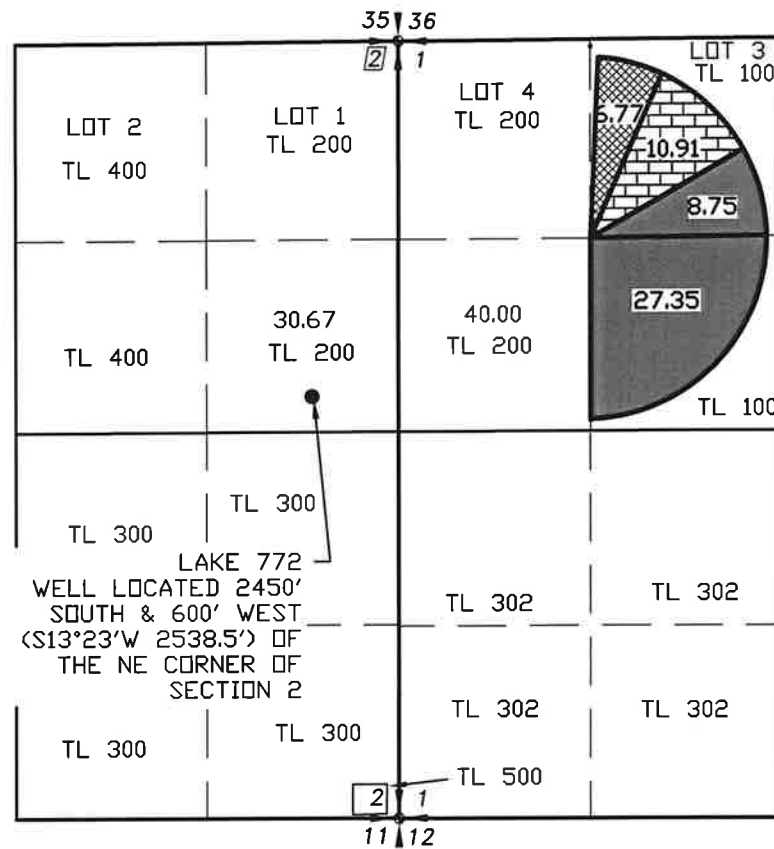 35 36
2 1
LOT 3
TL 100
LOT 2
TL 400
LOT 1
TL 200
LOT 4
TL 200
6.77
10.91
8.75
27.35
TL 400
30.67
TL 200
40.00
TL 200
TL 100
TL 300
TL 300
LAKE 772
WELL LOCATED 2450'
SOUTH & 600' WEST
(S13°23'W 2538.5') OF
THE NE CORNER OF
SECTION 2
TL 302
TL 302
TL 300
TL 300
TL 302
TL 302
TL 500
2 1
11 12